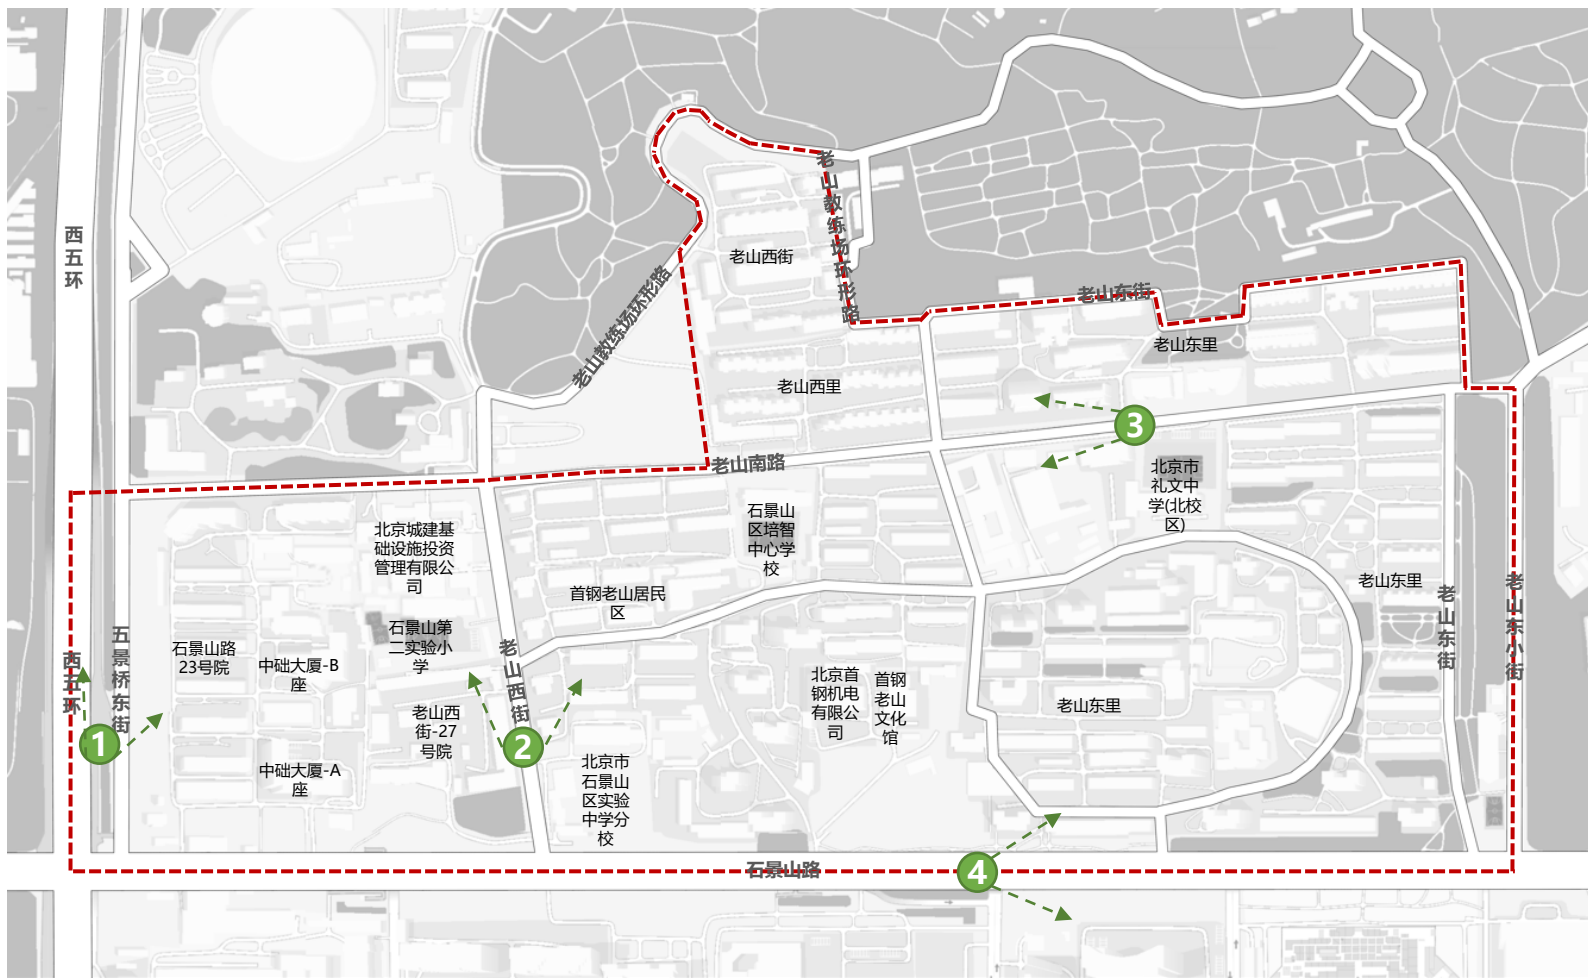 西五环
老山教练场环形路
老山西街
老山教练场环形路
老山东街
老山东里
老山西里
3
老山南路
北京市
礼文中
学(北校
区)
石景山
区培智
中心学
校
北京城建基
础设施投资
管理有限公
司
首钢老山居民
区
老山东里
老山东街
老山东小街
西五环
五景桥东街
石景山路
23号院
中础大厦-B
座
石景山第
二实验小
学
老山西街
北京首
钢机电
有限公
司
首钢
老山
文化
馆
老山东里
老山西
街-27
号院
1
2
中础大厦-A
座
北京市
石景山
区实验
中学分
校
石景山路
4